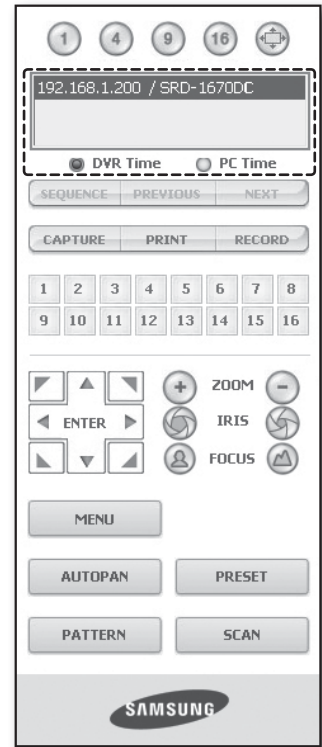 1 4 9 16
192.168.1.200 / SRD-1670DC
DVR Time PC Time
SEQUENCE PREVIOUS NEXT
CAPTURE PRINT RECORD
1 2 3 4 5 6 7 8
9 10 11 12 13 14 15 16
ZOOM
ENTER IRIS
FOCUS
MENU
AUTOPAN PRESET
PATTERN SCAN
SAMSUNG